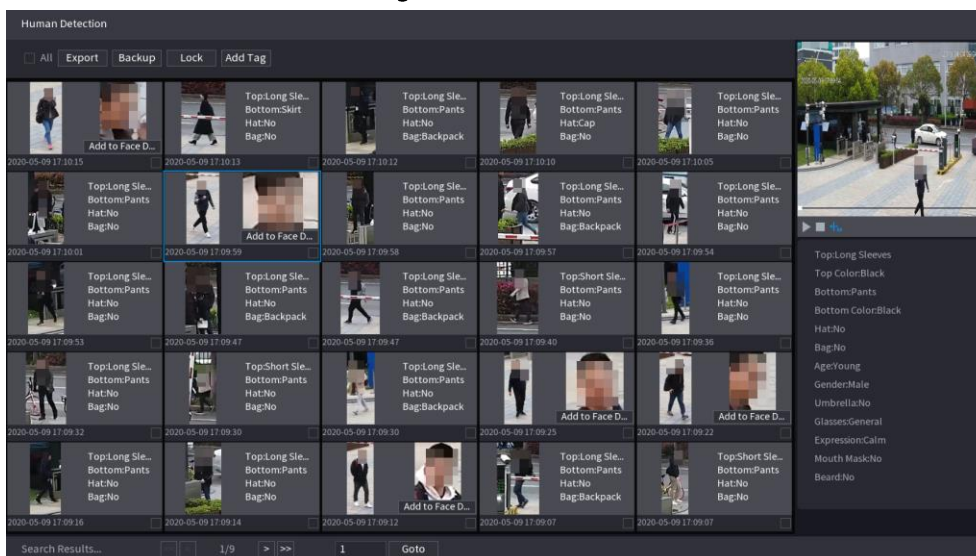 Human Detection
All Export Backup Lock Add Tag
Add to Face D...
2020-05-09 17:10:15
Top:Long Sle...
Bottom:Skirt
Hat:No
Bag:No
2020-05-09 17:10:13
Top:Long Sle...
Bottom:Pants
Hat:No
Bag:Backpack
2020-05-09 17:10:12
Top:Long Sle...
Bottom:Pants
Hat:Cap
Bag:No
2020-05-09 17:10:10
Top:Long Sle...
Bottom:Pants
Hat:No
Bag:No
2020-05-09 17:10:05
Top:Long Sle...
Bottom:Pants
Hat:No
Bag:No
2020-05-09 17:10:01
Add to Face D...
2020-05-09 17:09:59
Top:Long Sle...
Bottom:Pants
Hat:No
Bag:No
2020-05-09 17:09:58
Top:Long Sle...
Bottom:Pants
Hat:No
Bag:Backpack
2020-05-09 17:09:57
Top:Long Sle...
Bottom:Pants
Hat:No
Bag:No
2020-05-09 17:09:54
Top:Long Sle...
Bottom:Pants
Hat:No
Bag:No
2020-05-09 17:09:53
Top:Long Sle...
Bottom:Pants
Hat:No
Bag:Backpack
2020-05-09 17:09:47
Top:Long Sle...
Bottom:Pants
Hat:No
Bag:Backpack
2020-05-09 17:09:47
Top:Short Sle...
Bottom:Pants
Hat:No
Bag:No
2020-05-09 17:09:40
Top:Long Sle...
Bottom:Pants
Hat:No
Bag:No
2020-05-09 17:09:36
Top:Long Sle...
Bottom:Pants
Hat:No
Bag:No
2020-05-09 17:09:32
Top:Short Sle...
Bottom:Pants
Hat:No
Bag:No
2020-05-09 17:09:30
Top:Long Sle...
Bottom:Pants
Hat:No
Bag:Backpack
2020-05-09 17:09:30
Add to Face D...
2020-05-09 17:09:25
Add to Face D...
2020-05-09 17:09:22
Top:Long Sle...
Bottom:Pants
Hat:No
Bag:No
2020-05-09 17:09:16
Top:Long Sle...
Bottom:Pants
Hat:No
Bag:No
2020-05-09 17:09:14
Add to Face D...
2020-05-09 17:09:12
Top:Long Sle...
Bottom:Pants
Hat:No
Bag:Backpack
2020-05-09 17:09:07
Top:Short Sle...
Bottom:Pants
Hat:No
Bag:No
2020-05-09 17:09:07
Top:Long Sleeves
Top Color:Black
Bottom:Pants
Bottom Color:Black
Hat:No
Bag:No
Age:Young
Gender:Male
Umbrella:No
Glasses:General
Expression:Calm
Mouth Mask:No
Beard:No
Search Results... 1/9 > >> 1 Goto